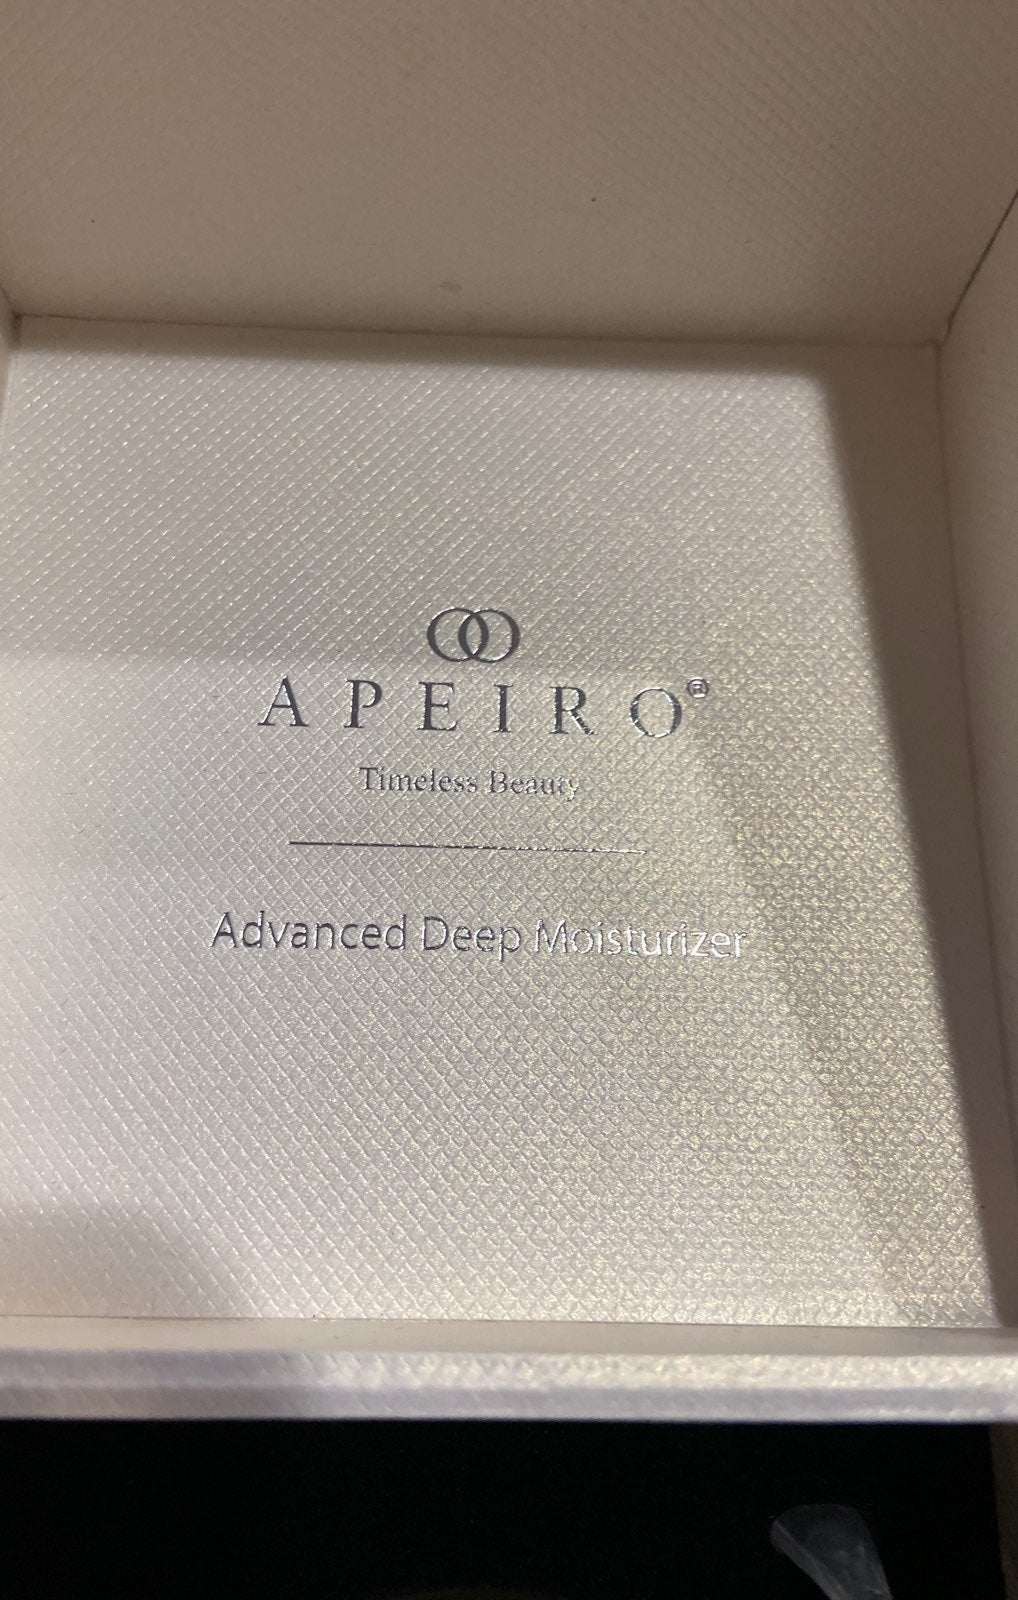 APEIRO®
Timeless Beauty
Advanced Deep Moisturizer